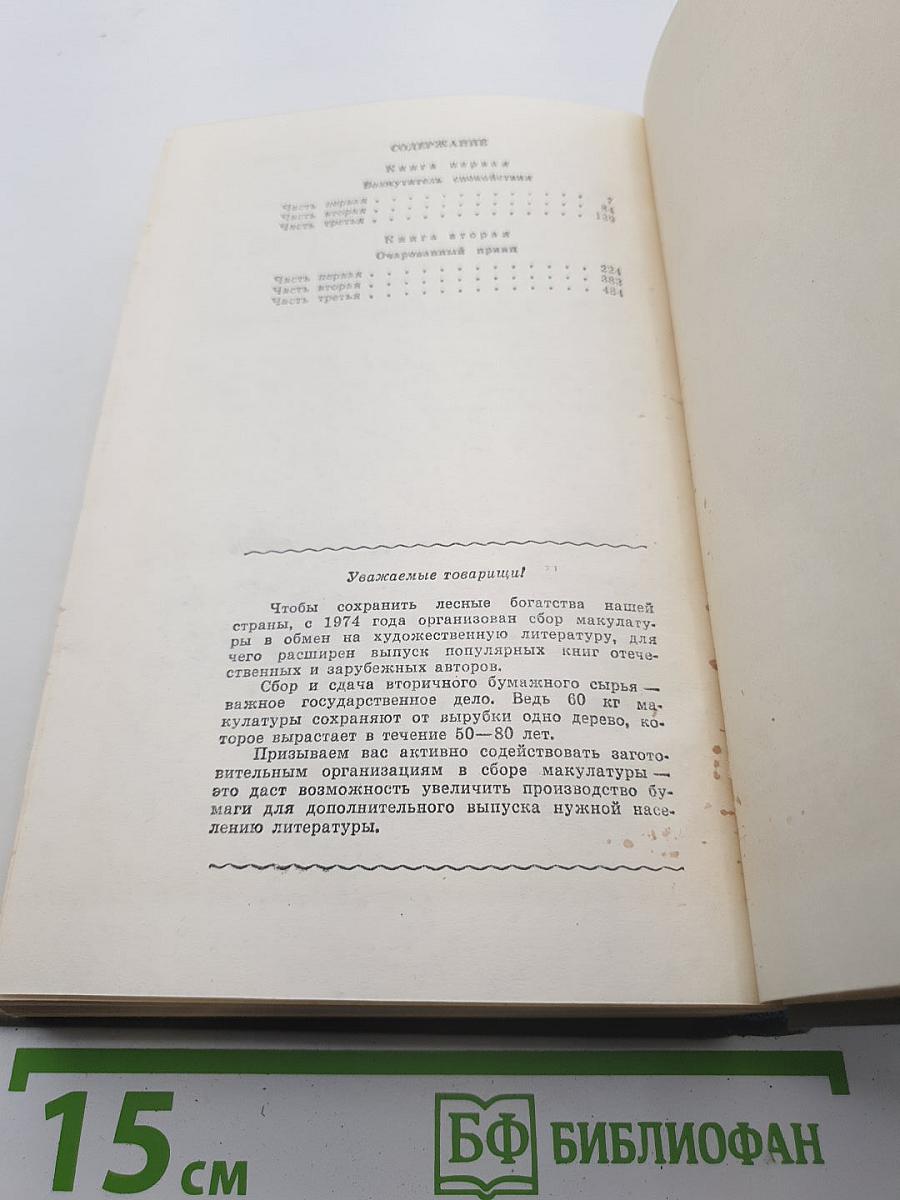 СОДЕРЖАНИЕ
Книга первая
Возмутитель спокойствия
Часть первая . . . . . . . . . . . . 7
Часть вторая . . . . . . . . . . . . 84
Часть третья . . . . . . . . . . . . 139
Книга вторая
Очарованный принц
Часть первая . . . . . . . . . . . . 224
Часть вторая . . . . . . . . . . . . 383
Часть третья . . . . . . . . . . . . 484
Уважаемые товарищи!
Чтобы сохранить лесные богатства нашей
страны, с 1974 года организован сбор макулату-
ры в обмен на художественную литературу, для
чего расширен выпуск популярных книг отече-
ственных и зарубежных авторов.
Сбор и сдача вторичного бумажного сырья —
важное государственное дело. Ведь 60 кг ма-
кулатуры сохраняют от вырубки одно дерево, ко-
торое вырастает в течение 50—80 лет.
Призываем вас активно содействовать загото-
вительным организациям в сборе макулатуры —
это даст возможность увеличить производство бу-
маги для дополнительного выпуска нужной насе-
лению литературы.
15 см
БФ БИБЛИОФАН